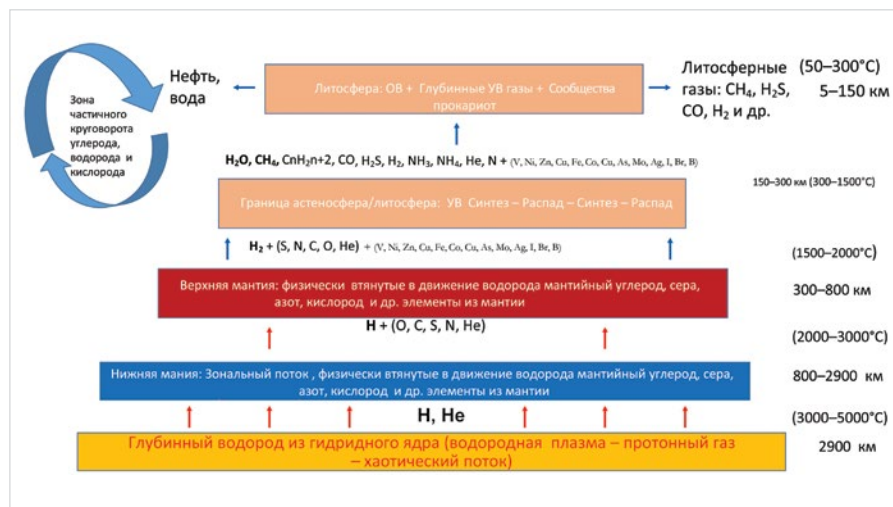 Зона
частичного
круговорота
углерода,
водорода и
кислорода
Нефть,
вода
Литосфера: ОВ + Глубинные УВ газы + Сообщества
прокариот
Литосферные
газы: CH₄, H₂S,
CO, H₂ и др.
(50–300°C)
5–150 км
H₂O, CH₄, CnH₂n+2, CO, H₂S, H₂, NH₃, NH₄, He, N + (V, Ni, Zn, Cu, Fe, Co, Cu, As, Mo, Ag, I, Br, B)
Граница астеносфера/литосфера: УВ Синтез – Распад – Синтез – Распад
150–300 км (300–1500°C)
H₂ + (S, N, C, O, He) + (V, Ni, Zn, Cu, Fe, Co, Cu, As, Mo, Ag, I, Br, B)
(1500–2000°C)
Верхняя мантия: физически втянутые в движение водорода мантийный углерод, сера,
азот, кислород и др. элементы из мантии
300–800 км
H + (O, C, S, N, He)
(2000–3000°C)
Нижняя мания: Зональный поток , физически втянутые в движение водорода мантийный углерод, сера,
азот, кислород и др. элементы из мантии
800–2900 км
H, He
(3000–5000°C)
Глубинный водород из гидридного ядра (водородная плазма – протонный газ
– хаотический поток)
2900 км